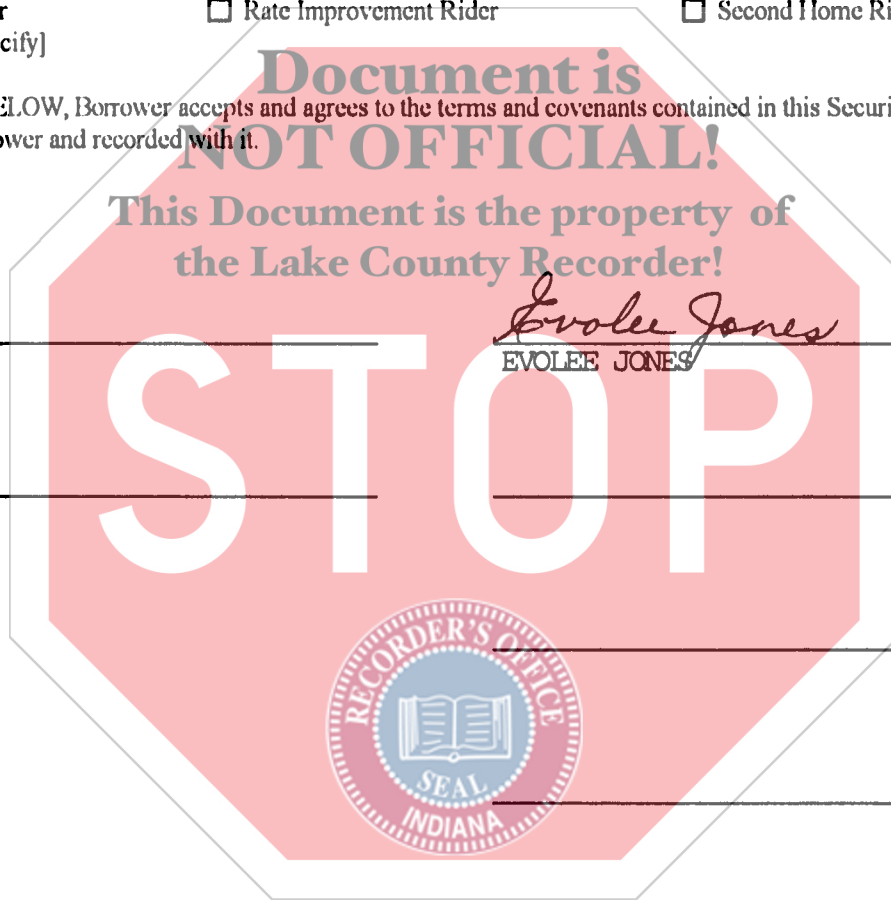 r ☐ Rate Improvement Rider ☐ Second Home Ri
cify]
Document is
ELOW, Borrower accepts and agrees to the terms and covenants contained in this Securi
ower and recorded with it.
NOT OFFICIAL!
This Document is the property of
the Lake County Recorder!
Evolee Jones
EVOLEE JONES
STOP
RECORDER'S OFFICE
SEAL
INDIANA